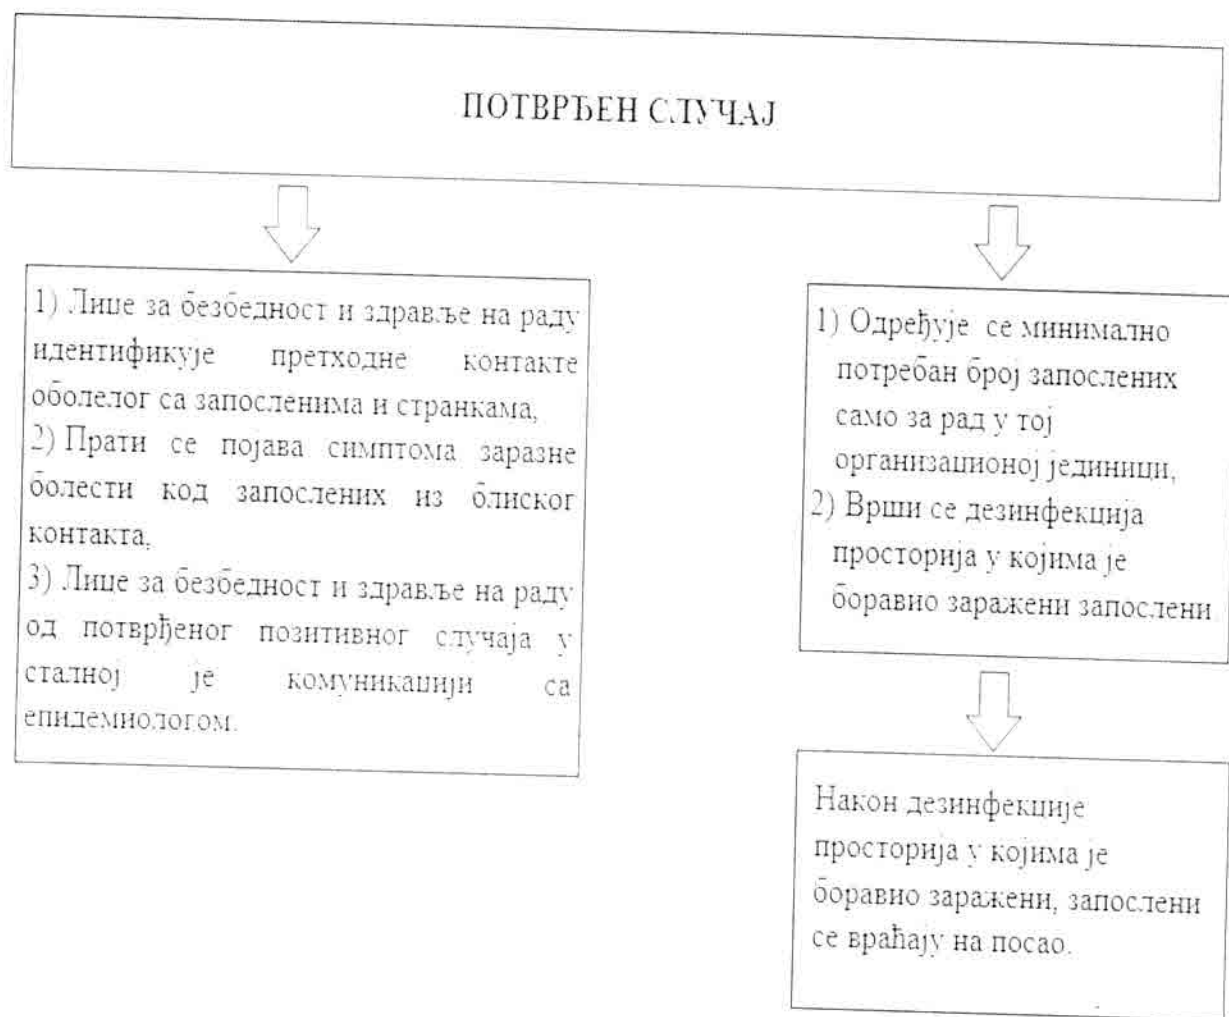 ПОТВРЂЕН СЛУЧАЈ
1) Лице за безбедност и здравље на раду
идентификује претходне контакте
оболелог са запосленима и странкама,
2) Прати се појава симптома заразне
болести код запослених из блиског
контакта,
3) Лице за безбедност и здравље на раду
од потврђеног позитивног случаја у
сталној је комуникацији са
епидемиологом.
1) Одређује се минимално
потребан број запослених
само за рад у тој
организационој јединици,
2) Врши се дезинфекција
просторија у којима је
боравио заражени запослени
Након дезинфекције
просторија у којима је
боравио заражени, запослени
се враћају на посао.